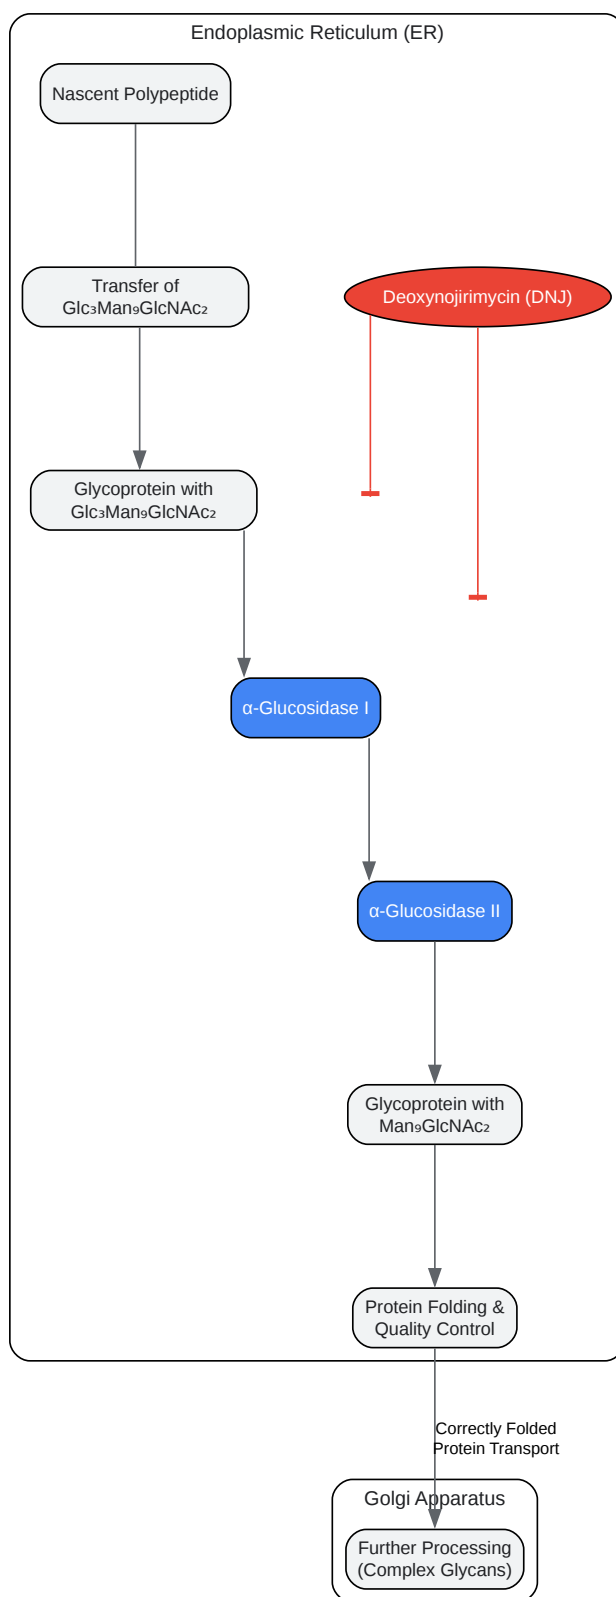 Endoplasmic Reticulum (ER)
Nascent Polypeptide
Transfer of
Glc₃Man₉GlcNAc₂
Deoxynojirimycin (DNJ)
Glycoprotein with
Glc₃Man₉GlcNAc₂
α-Glucosidase I
α-Glucosidase II
Glycoprotein with
Man₉GlcNAc₂
Protein Folding &
Quality Control
Correctly Folded
Protein Transport
Golgi Apparatus
Further Processing
(Complex Glycans)